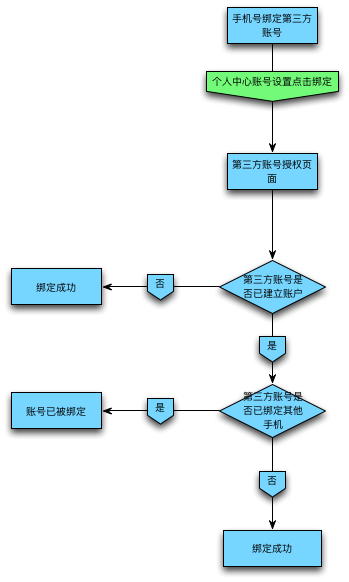 手机号绑定第三方
账号
个人中心账号设置点击绑定
第三方账号授权页
面
第三方账号是
否已建立账户
否
绑定成功
是
第三方账号是
否已绑定其他
手机
是
账号已被绑定
否
绑定成功